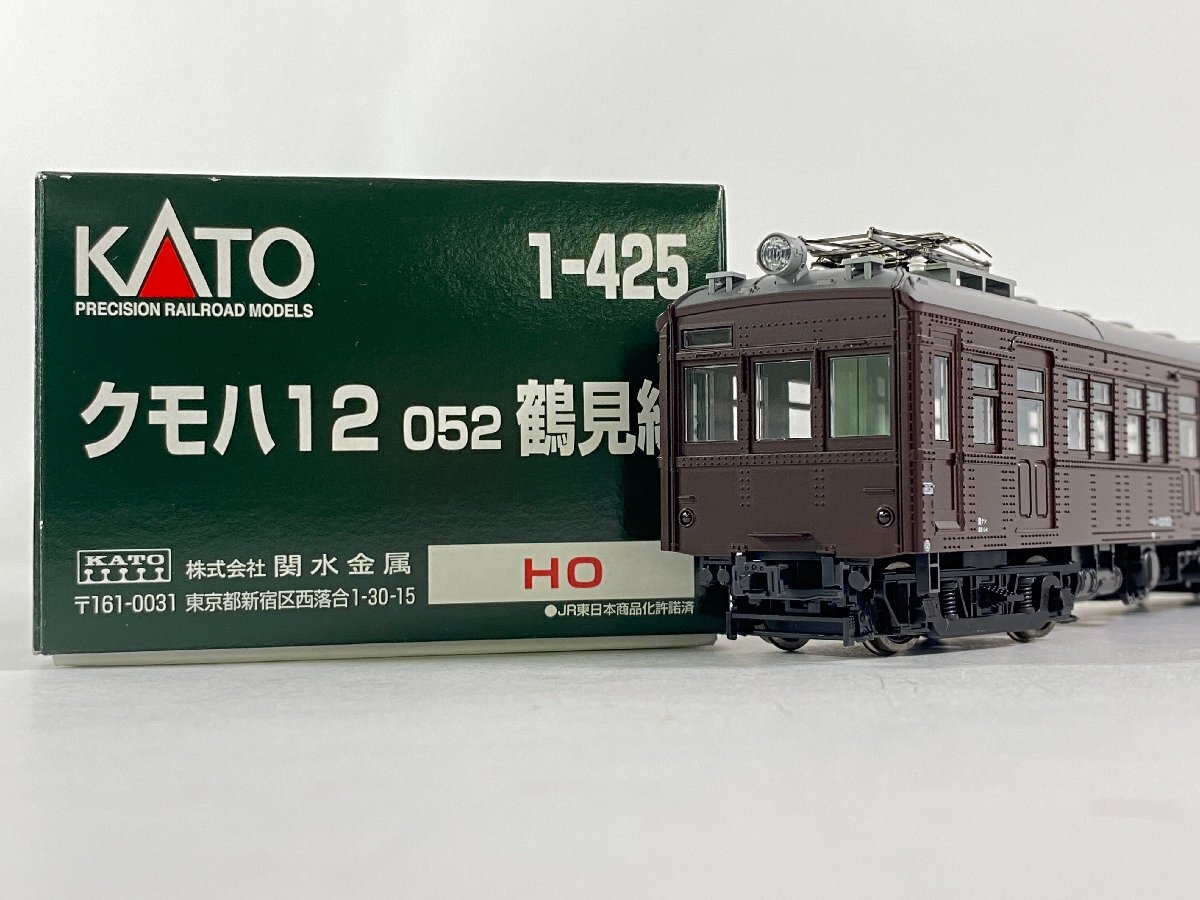 KATO
PRECISION RAILROAD MODELS
1-425
クモハ12 052 鶴見
KATO
株式会社 関水金属
〒161-0031 東京都新宿区西落合1-30-15
HO
●JR東日本商品化許諾済